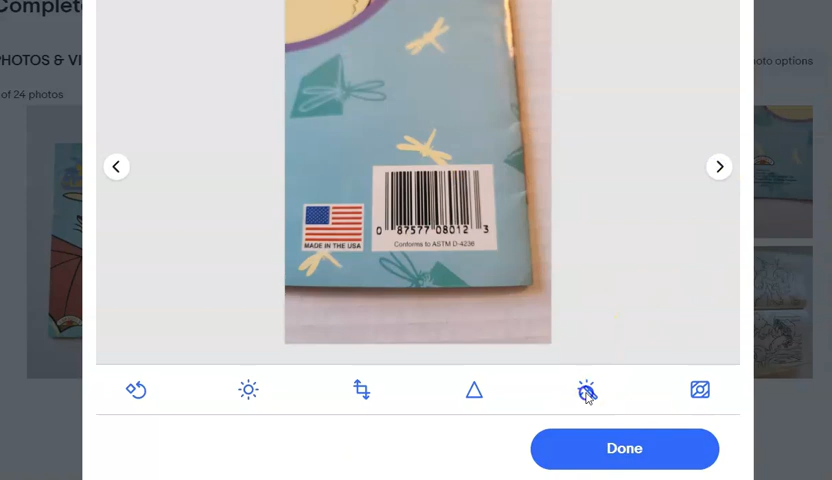 Complet
PHOTOS & VI
oto options
of 24 photos
MADE IN THE USA
0 87577 08012 3
Conforms to ASTM D-4236
Done